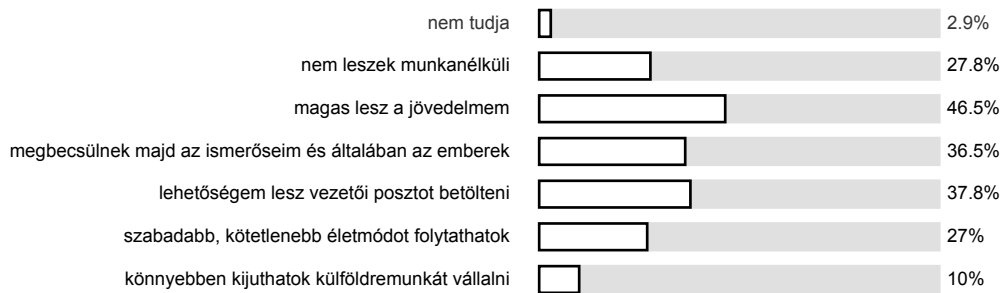 nem tudja 2.9%
nem leszek munkanélküli 27.8%
magas lesz a jövedelmem 46.5%
megbecsülnek majd az ismerőseim és általában az emberek 36.5%
lehetőségem lesz vezetői posztot betölteni 37.8%
szabadabb, kötetlenebb életmódot folytathatok 27%
könnyebben kijuthatok külföldremunkát vállalni 10%